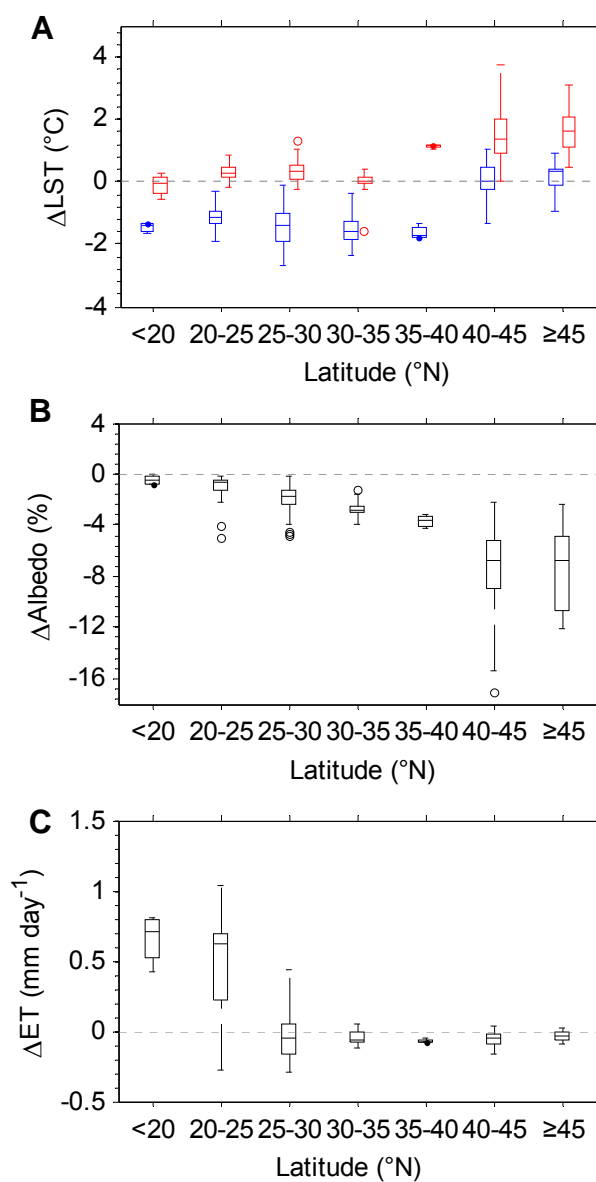 A
ΔLST (°C)
4
2
0
-2
-4
<20 20-25 25-30 30-35 35-40 40-45 ≥45
Latitude (°N)
B
ΔAlbedo (%)
4
0
-4
-8
-12
-16
<20 20-25 25-30 30-35 35-40 40-45 ≥45
Latitude (°N)
C
ΔET (mm day⁻¹)
1.5
1
0.5
0
-0.5
<20 20-25 25-30 30-35 35-40 40-45 ≥45
Latitude (°N)